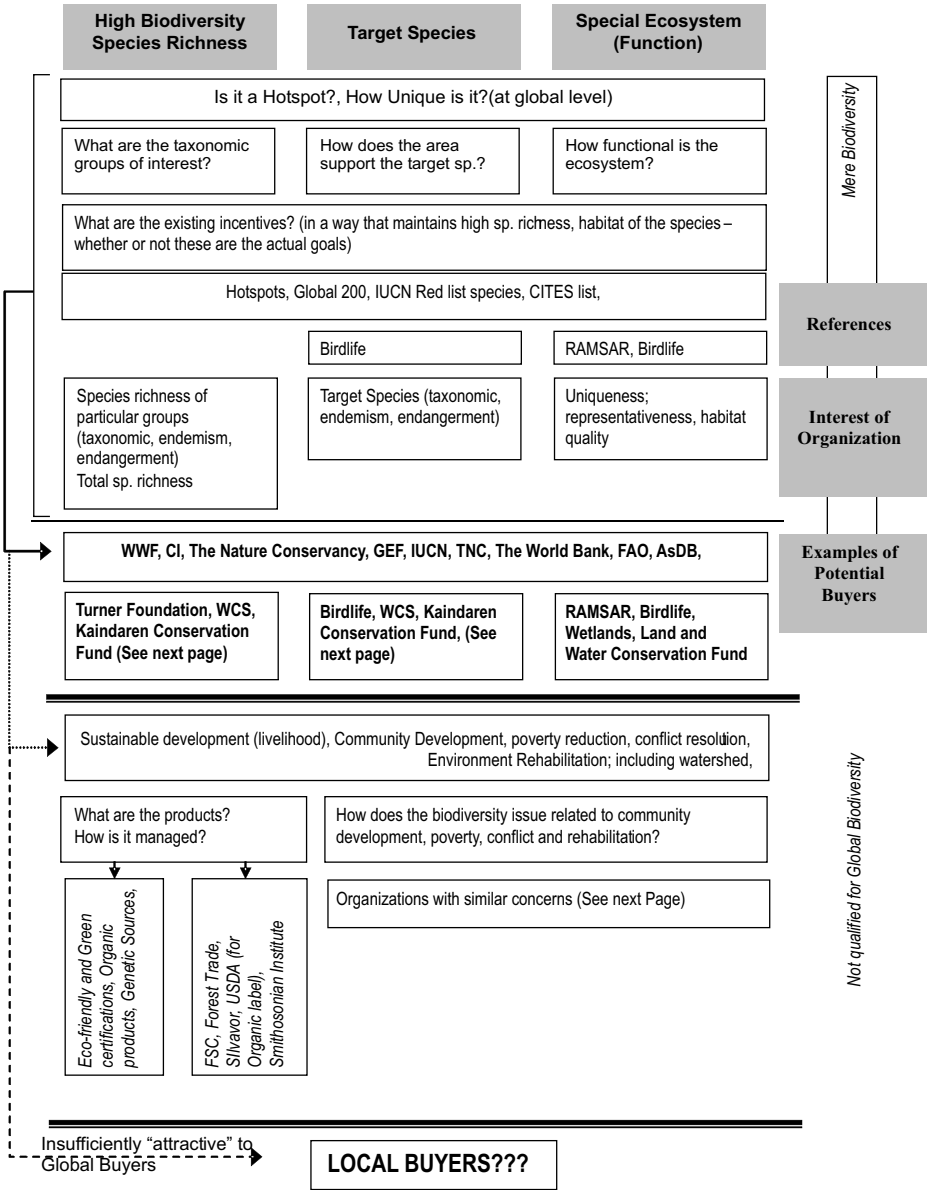 High Biodiversity
Species Richness
Target Species
Special Ecosystem
(Function)
Is it a Hotspot?, How Unique is it?(at global level)
What are the taxonomic
groups of interest?
How does the area
support the target sp.?
How functional is the
ecosystem?
Mere Biodiversity
What are the existing incentives? (in a way that maintains high sp. richness, habitat of the species –
whether or not these are the actual goals)
Hotspots, Global 200, IUCN Red list species, CITES list,
References
Birdlife
RAMSAR, Birdlife
Species richness of
particular groups
(taxonomic, endemism,
endangerment)
Total sp. richness
Target Species (taxonomic,
endemism, endangerment)
Uniqueness;
representativeness, habitat
quality
Interest of
Organization
WWF, CI, The Nature Conservancy, GEF, IUCN, TNC, The World Bank, FAO, AsDB,
Examples of
Potential
Buyers
Turner Foundation, WCS,
Kaindaren Conservation
Fund (See next page)
Birdlife, WCS, Kaindaren
Conservation Fund, (See
next page)
RAMSAR, Birdlife,
Wetlands, Land and
Water Conservation Fund
Sustainable development (livelihood), Community Development, poverty reduction, conflict resolution,
Environment Rehabilitation; including watershed,
What are the products?
How is it managed?
How does the biodiversity issue related to community
development, poverty, conflict and rehabilitation?
Organizations with similar concerns (See next Page)
Eco-friendly and Green
certifications, Organic
products, Genetic Sources,
FSC, Forest Trade,
SIlvavor, USDA (for
Organic label),
Smithosonian Institute
Not qualified for Global Biodiversity
Insufficiently “attractive” to
Global Buyers
LOCAL BUYERS???